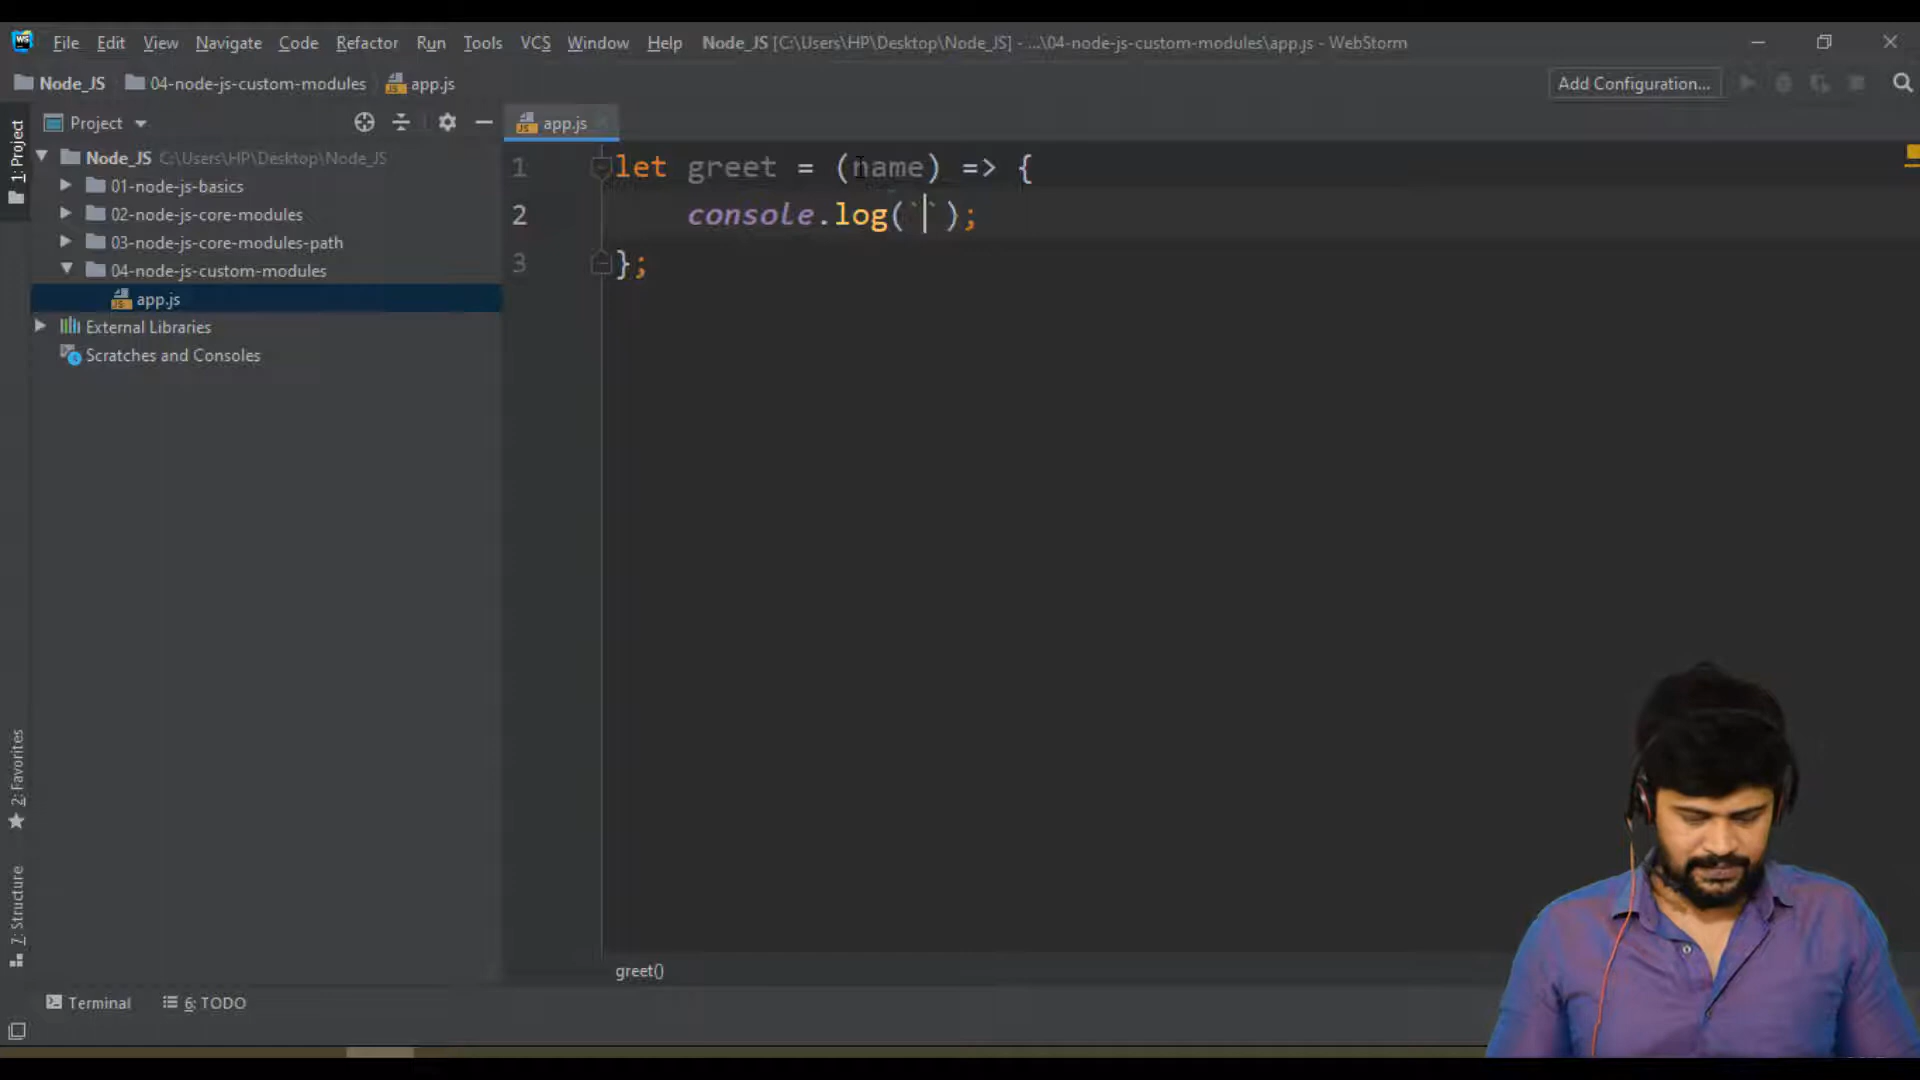 WS File Edit View Navigate Code Refactor Run Tools VCS Window Help Node_JS [C:\Users\HP\Desktop\Node_JS] - ...\04-node-js-custom-modules\app.js - WebStorm
Node_JS 04-node-js-custom-modules app.js Add Configuration...
1: Project
Project
app.js
Node_JS C:\Users\HP\Desktop\Node_JS
01-node-js-basics
02-node-js-core-modules
03-node-js-core-modules-path
04-node-js-custom-modules
app.js
External Libraries
Scratches and Consoles
1 let greet = (name) => {
2 console.log(``);
3 };
2: Favorites
7: Structure
greet()
Terminal 6: TODO